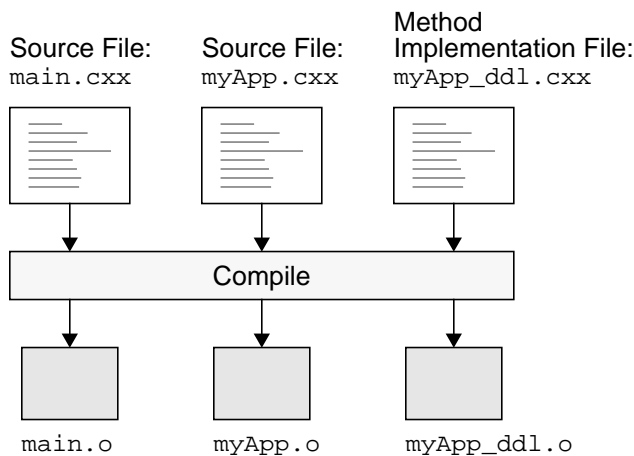 Source File:
main.cxx
Source File:
myApp.cxx
Method
Implementation File:
myApp_ddl.cxx
Compile
main.o
myApp.o
myApp_ddl.o